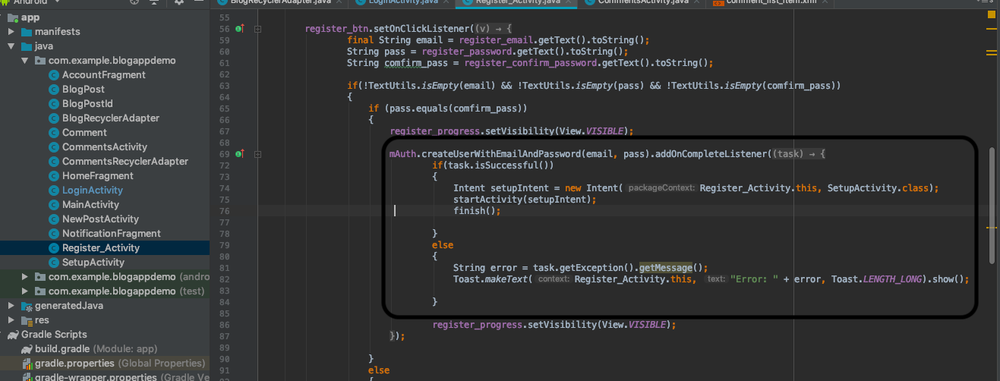 Android
BlogRecyclerAdapter.java
LoginActivity.java
Register_Activity.java
CommentsActivity.java
comment_list_item.xml
app
manifests
java
com.example.blogappdemo
AccountFragment
BlogPost
BlogPostId
BlogRecyclerAdapter
Comment
CommentsActivity
CommentsRecyclerAdapter
HomeFragment
LoginActivity
MainActivity
NewPostActivity
NotificationFragment
Register_Activity
SetupActivity
com.example.blogappdemo (andro
com.example.blogappdemo (test)
generatedJava
res
Gradle Scripts
build.gradle (Module: app)
gradle.properties (Global Properties)
gradle-wrapper.properties (Gradle Ve
55
56 register_btn.setOnClickListener((v) → {
59 final String email = register_email.getText().toString();
60 String pass = register_password.getText().toString();
61 String comfirm_pass = register_confirm_password.getText().toString();
62
63 if(!TextUtils.isEmpty(email) && !TextUtils.isEmpty(pass) && !TextUtils.isEmpty(comfirm_pass))
64 {
65 if (pass.equals(comfirm_pass))
66 {
67 register_progress.setVisibility(View.VISIBLE);
68
69 mAuth.createUserWithEmailAndPassword(email, pass).addOnCompleteListener((task) → {
72 if(task.isSuccessful())
73 {
74 Intent setupIntent = new Intent( packageContext: Register_Activity.this, SetupActivity.class);
75 startActivity(setupIntent);
76 finish();
77
78 }
79 else
80 {
81 String error = task.getException().getMessage();
82 Toast.makeText( context: Register_Activity.this, text: "Error: " + error, Toast.LENGTH_LONG).show();
83
84 }
85
86 register_progress.setVisibility(View.VISIBLE);
87 });
89
90 }
91 else
92 {